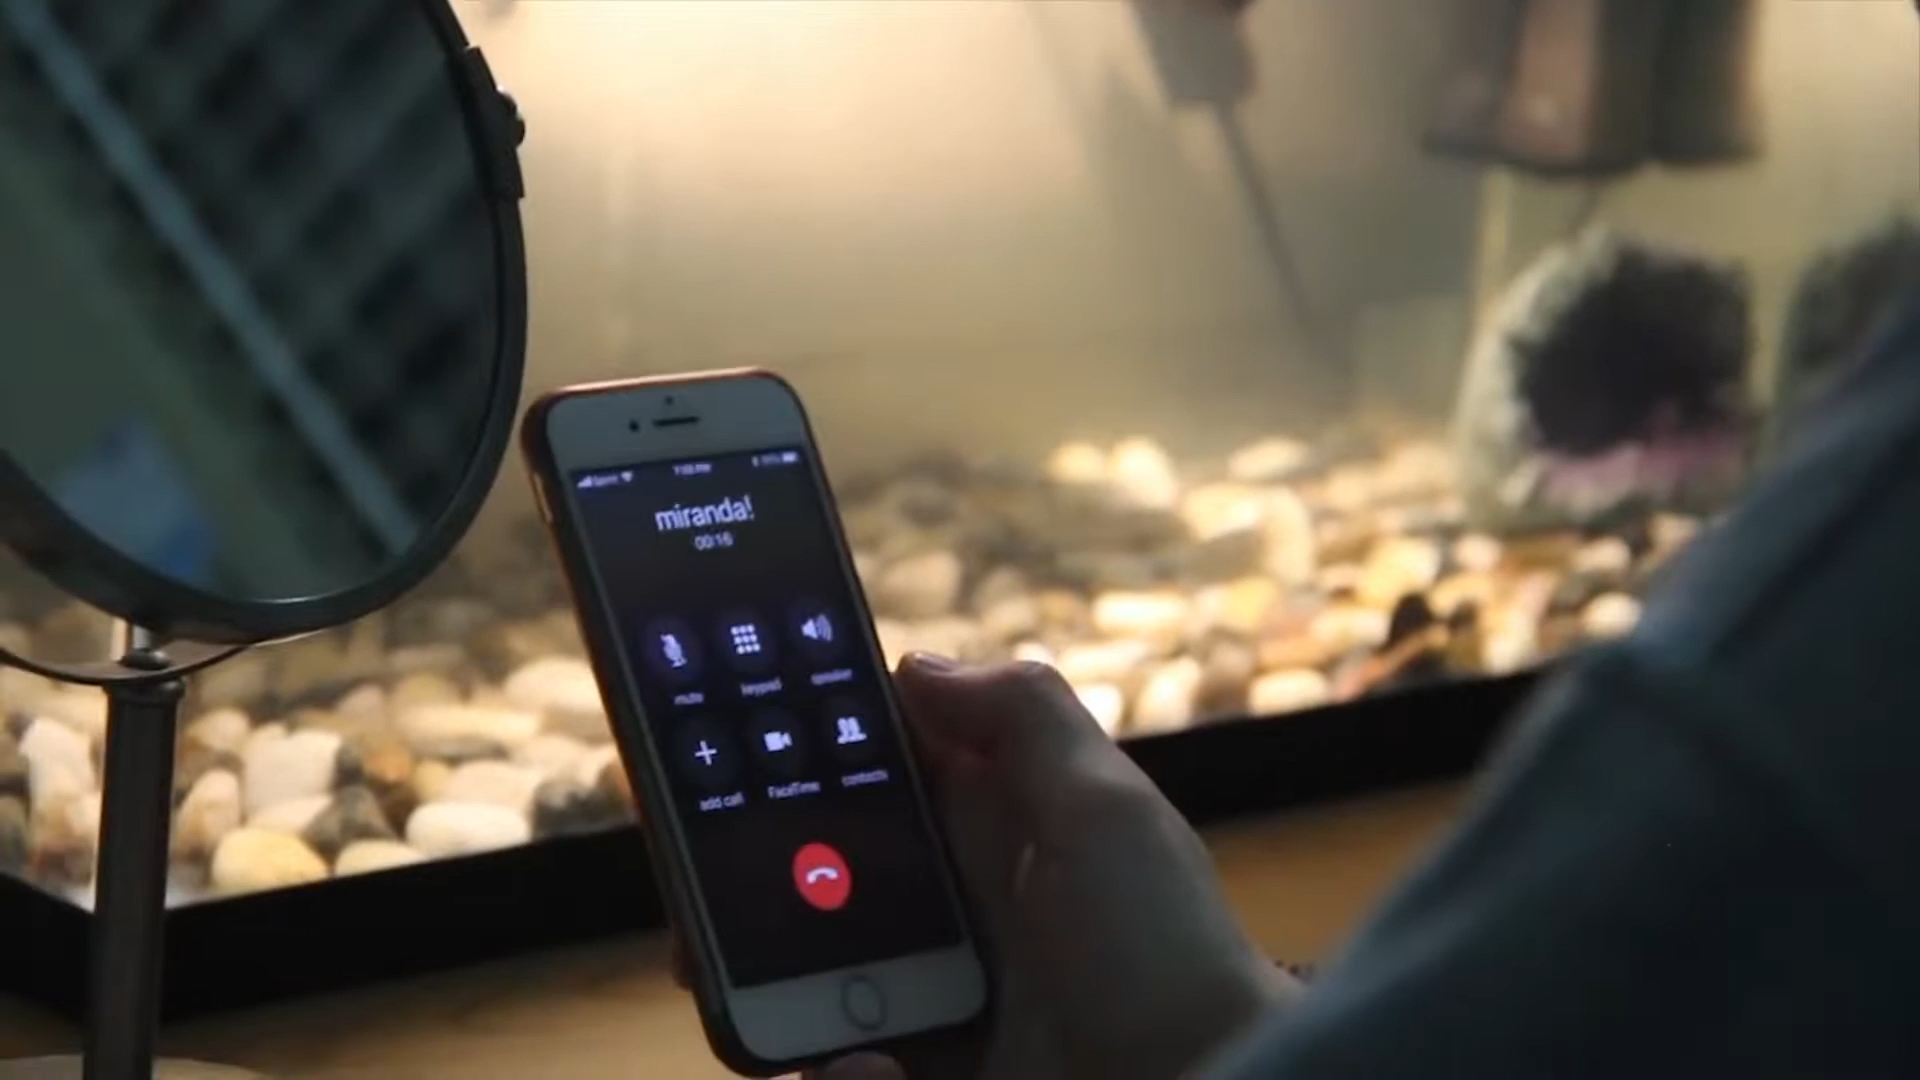 miranda!
00:16
mute keypad speaker
add call FaceTime contacts